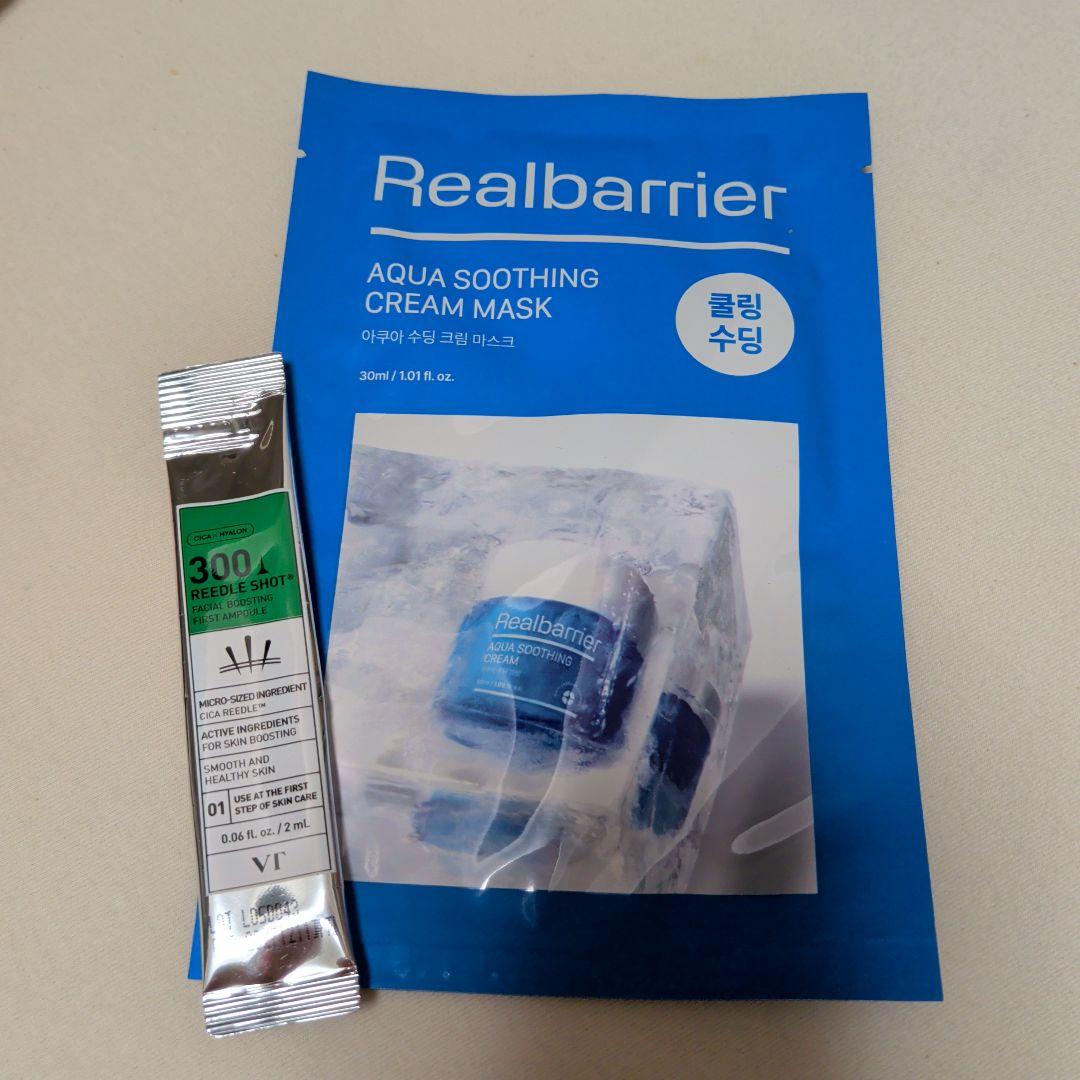 Realbarrier
AQUA SOOTHING
CREAM MASK
아쿠아 수딩 크림 마스크
30ml / 1.01 fl. oz.
쿨링
수딩
Realbarrier
AQUA SOOTHING
CREAM
CICA × HYALON
300
REEDLE SHOT®
FACIAL BOOSTING
FIRST AMPOULE
MICRO-SIZED INGREDIENT
CICA REEDLE™
ACTIVE INGREDIENTS
FOR SKIN BOOSTING
SMOOTH AND
HEALTHY SKIN
01
USE AT THE FIRST
STEP OF SKIN CARE
0.06 fl. oz. / 2 mL
VT
LOT L050043